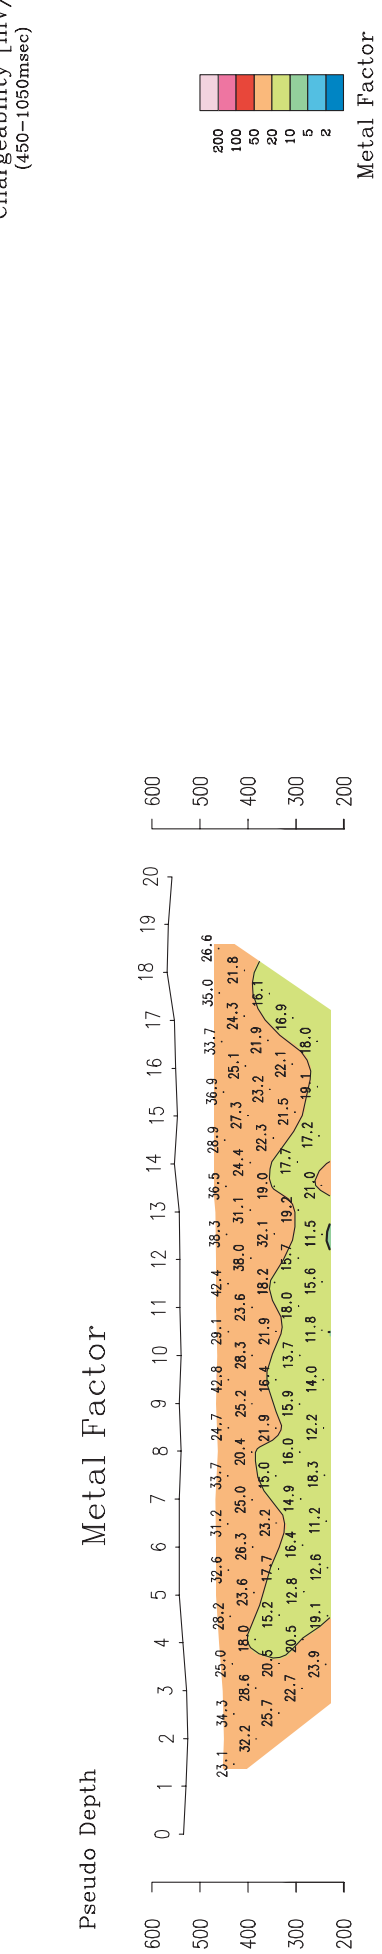 Chargeability [mV/
(450-1050msec)
Pseudo Depth
Metal Factor
0 1 2 3 4 5 6 7 8 9 10 11 12 13 14 15 16 17 18 19 20
600
500
400
300
200
23.1 34.3 25.0 28.2 32.6 31.2 33.7 24.7 42.8 29.1 42.4 38.3 36.5 28.9 36.9 33.7 35.0 26.6
32.2 28.6 18.0 23.6 26.3 25.0 20.4 25.2 28.3 23.6 38.0 31.1 24.4 27.3 25.1 24.3 21.8
25.7 20.5 15.2 17.7 23.2 15.0 21.9 16.4 21.9 18.2 32.1 19.0 22.3 23.2 21.9 16.1
22.7 20.5 12.8 16.4 14.9 16.0 15.9 13.7 18.0 15.7 19.2 17.7 21.5 22.1 16.9
23.9 19.1 12.6 11.2 18.3 12.2 14.0 11.8 15.6 11.5 21.0 17.2 19.1 18.0
600
500
400
300
200
200
100
50
20
10
5
2
Metal Factor